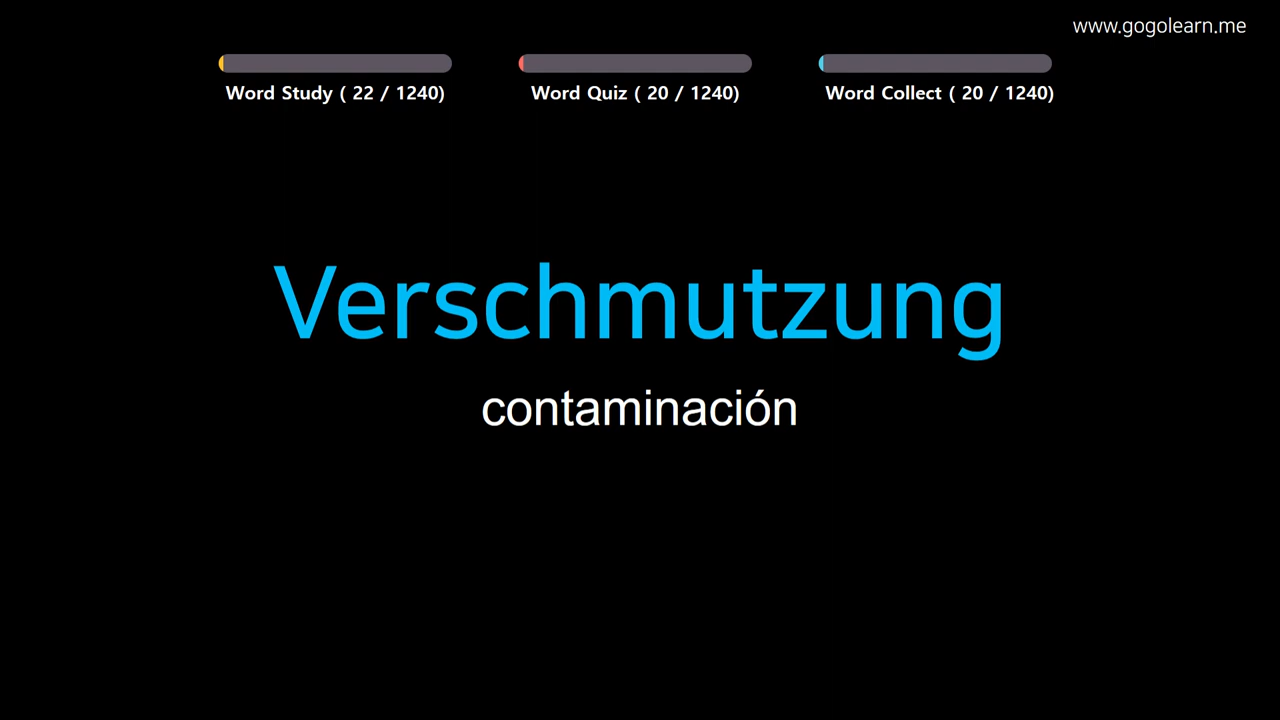 www.gogolearn.me
Word Study ( 22 / 1240)
Word Quiz ( 20 / 1240)
Word Collect ( 20 / 1240)
Verschmutzung
contaminación